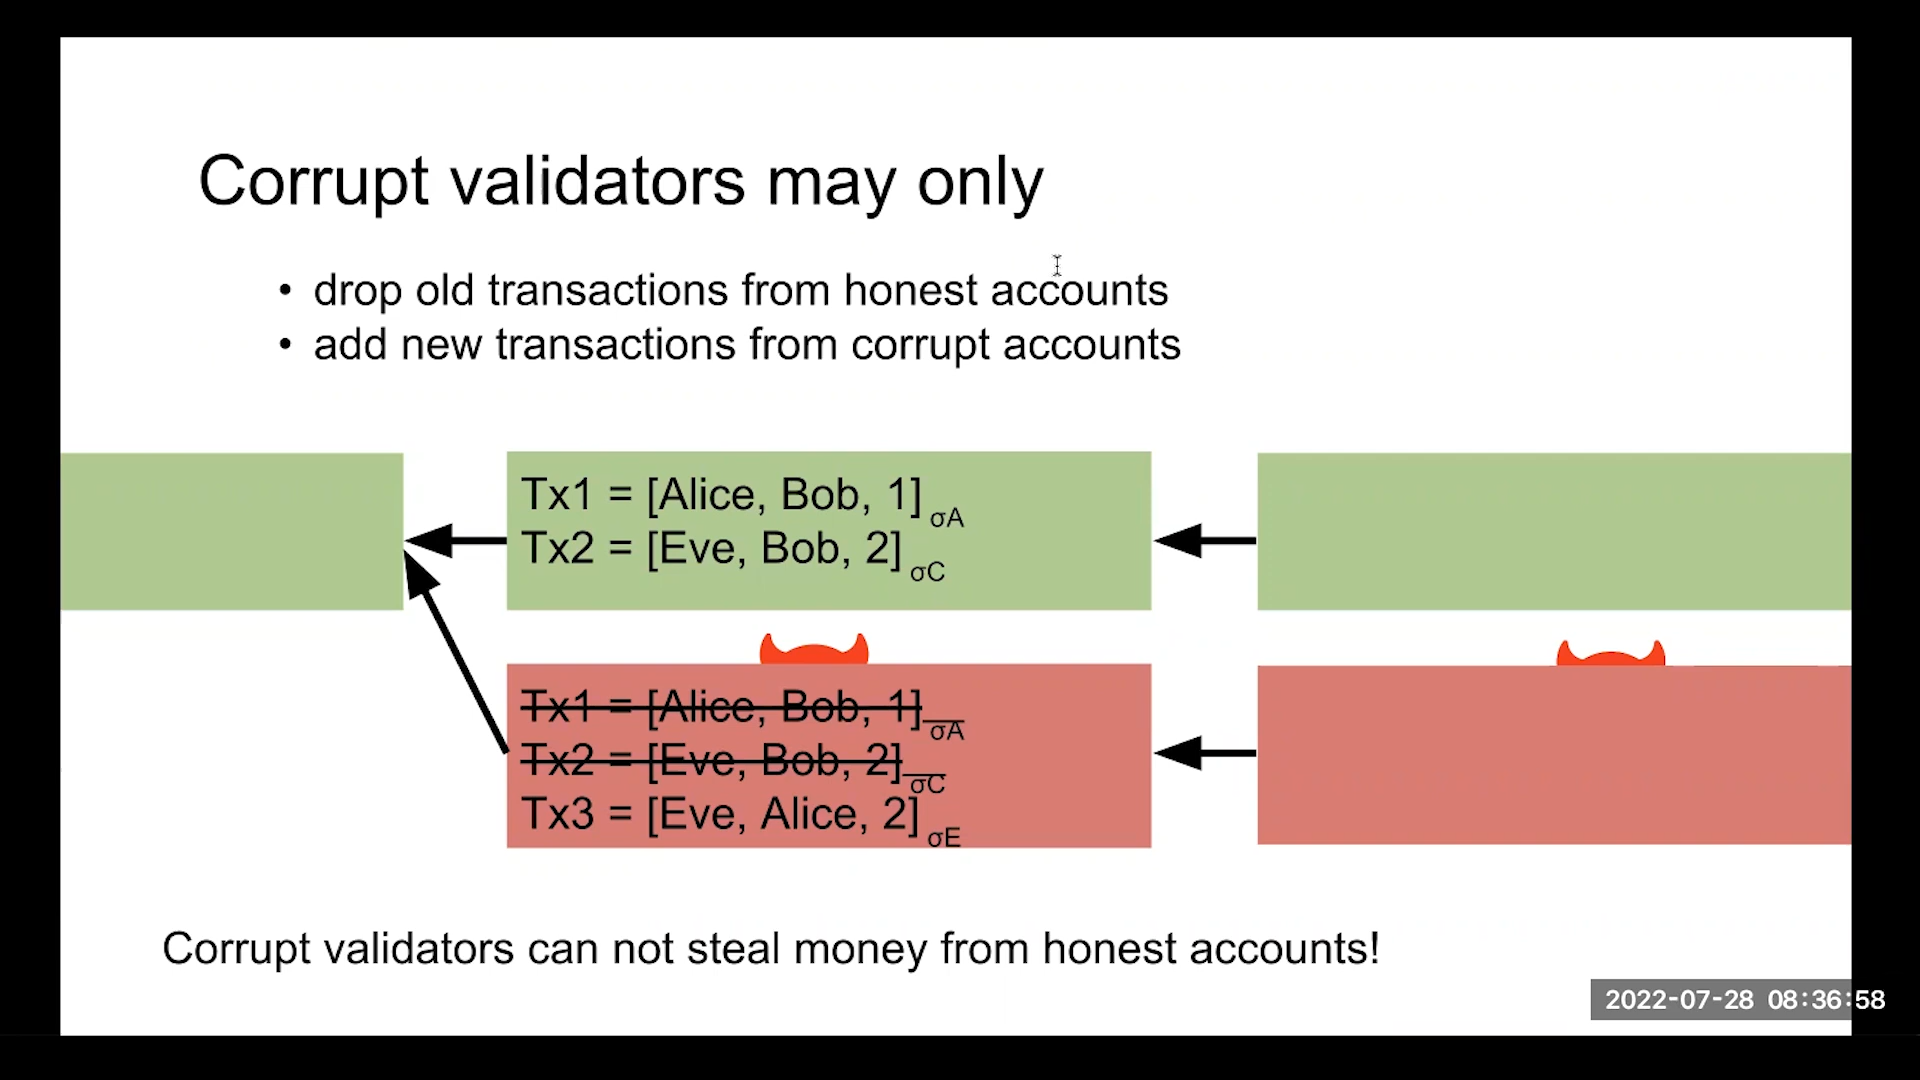 Corrupt validators may only
• drop old transactions from honest accounts
• add new transactions from corrupt accounts
Tx1 = [Alice, Bob, 1] σA
Tx2 = [Eve, Bob, 2] σC
Tx1 = [Alice, Bob, 1] σA
Tx2 = [Eve, Bob, 2] σC
Tx3 = [Eve, Alice, 2] σE
Corrupt validators can not steal money from honest accounts!
2022-07-28 08:36:58